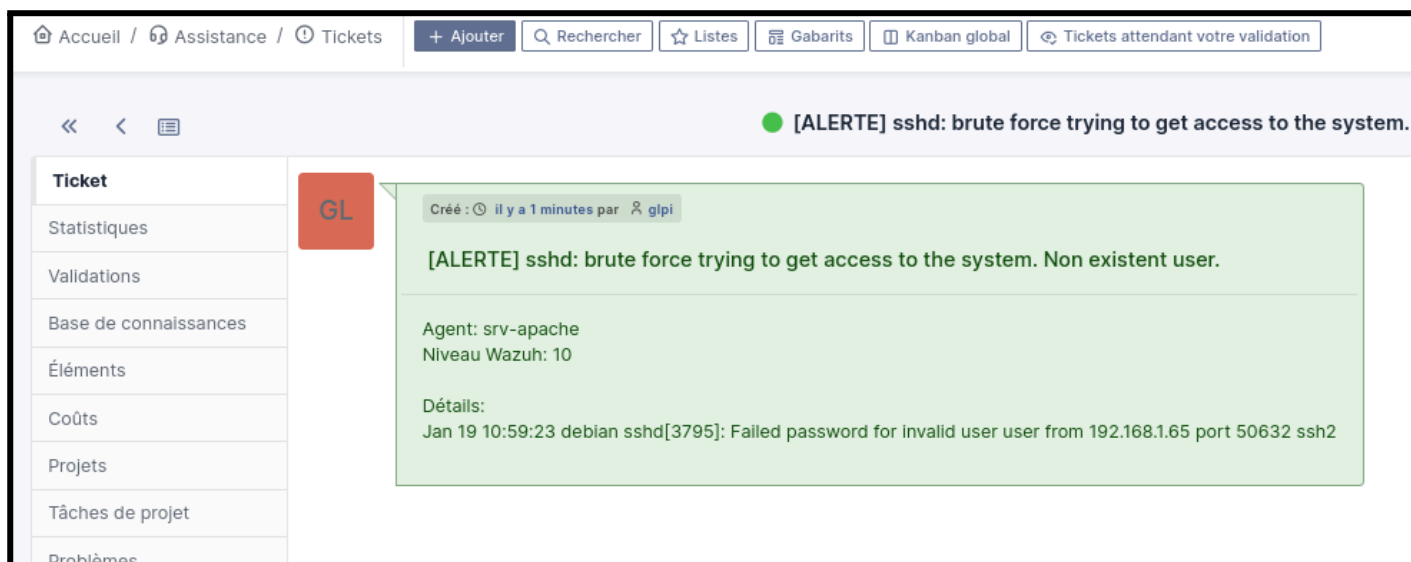 Accueil / Assistance / Tickets
+ Ajouter
Rechercher
Listes
Gabarits
Kanban global
Tickets attendant votre validation
[ALERTE] sshd: brute force trying to get access to the system.
Ticket
Statistiques
Validations
Base de connaissances
Éléments
Coûts
Projets
Tâches de projet
Problèmes
GL
Créé : il y a 1 minutes par glpi
[ALERTE] sshd: brute force trying to get access to the system. Non existent user.
Agent: srv-apache
Niveau Wazuh: 10
Détails:
Jan 19 10:59:23 debian sshd[3795]: Failed password for invalid user user from 192.168.1.65 port 50632 ssh2